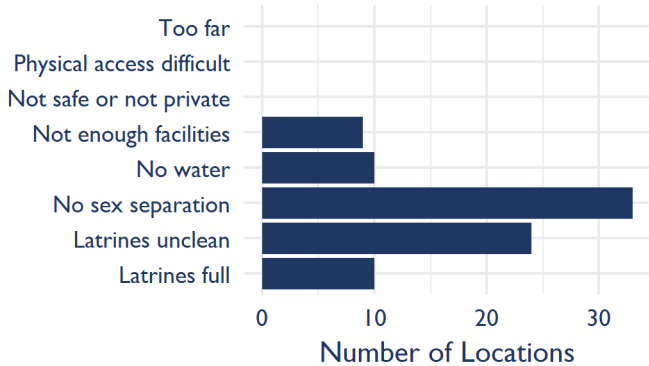 Too far
Physical access difficult
Not safe or not private
Not enough facilities
No water
No sex separation
Latrines unclean
Latrines full
0 10 20 30
Number of Locations